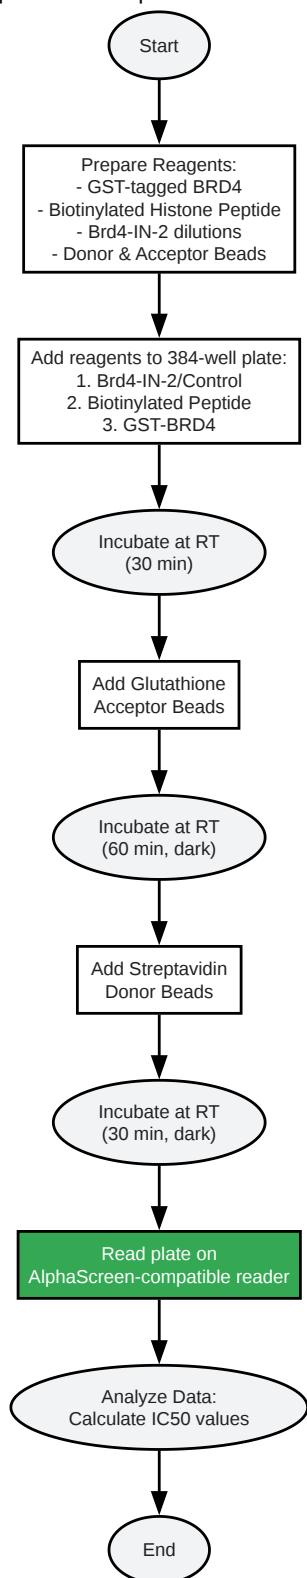 Start
Prepare Reagents:
- GST-tagged BRD4
- Biotinylated Histone Peptide
- Brd4-IN-2 dilutions
- Donor & Acceptor Beads
Add reagents to 384-well plate:
1. Brd4-IN-2/Control
2. Biotinylated Peptide
3. GST-BRD4
Incubate at RT
(30 min)
Add Glutathione
Acceptor Beads
Incubate at RT
(60 min, dark)
Add Streptavidin
Donor Beads
Incubate at RT
(30 min, dark)
Read plate on
AlphaScreen-compatible reader
Analyze Data:
Calculate IC50 values
End